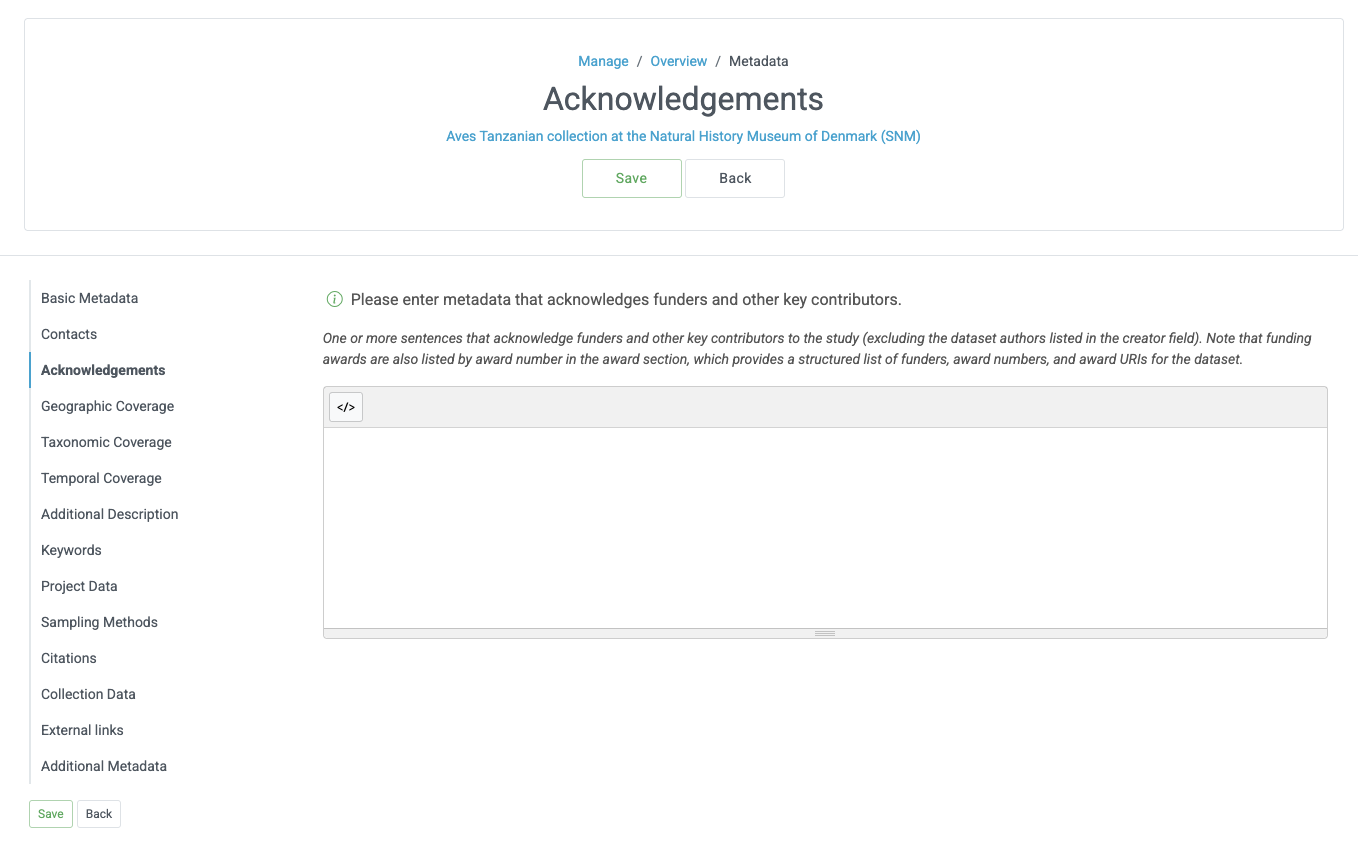 Manage / Overview / Metadata
Acknowledgements
Aves Tanzanian collection at the Natural History Museum of Denmark (SNM)
Save Back
Basic Metadata
Contacts
Acknowledgements
Geographic Coverage
Taxonomic Coverage
Temporal Coverage
Additional Description
Keywords
Project Data
Sampling Methods
Citations
Collection Data
External links
Additional Metadata
Save Back
Please enter metadata that acknowledges funders and other key contributors.
One or more sentences that acknowledge funders and other key contributors to the study (excluding the dataset authors listed in the creator field). Note that funding
awards are also listed by award number in the award section, which provides a structured list of funders, award numbers, and award URIs for the dataset.
</>